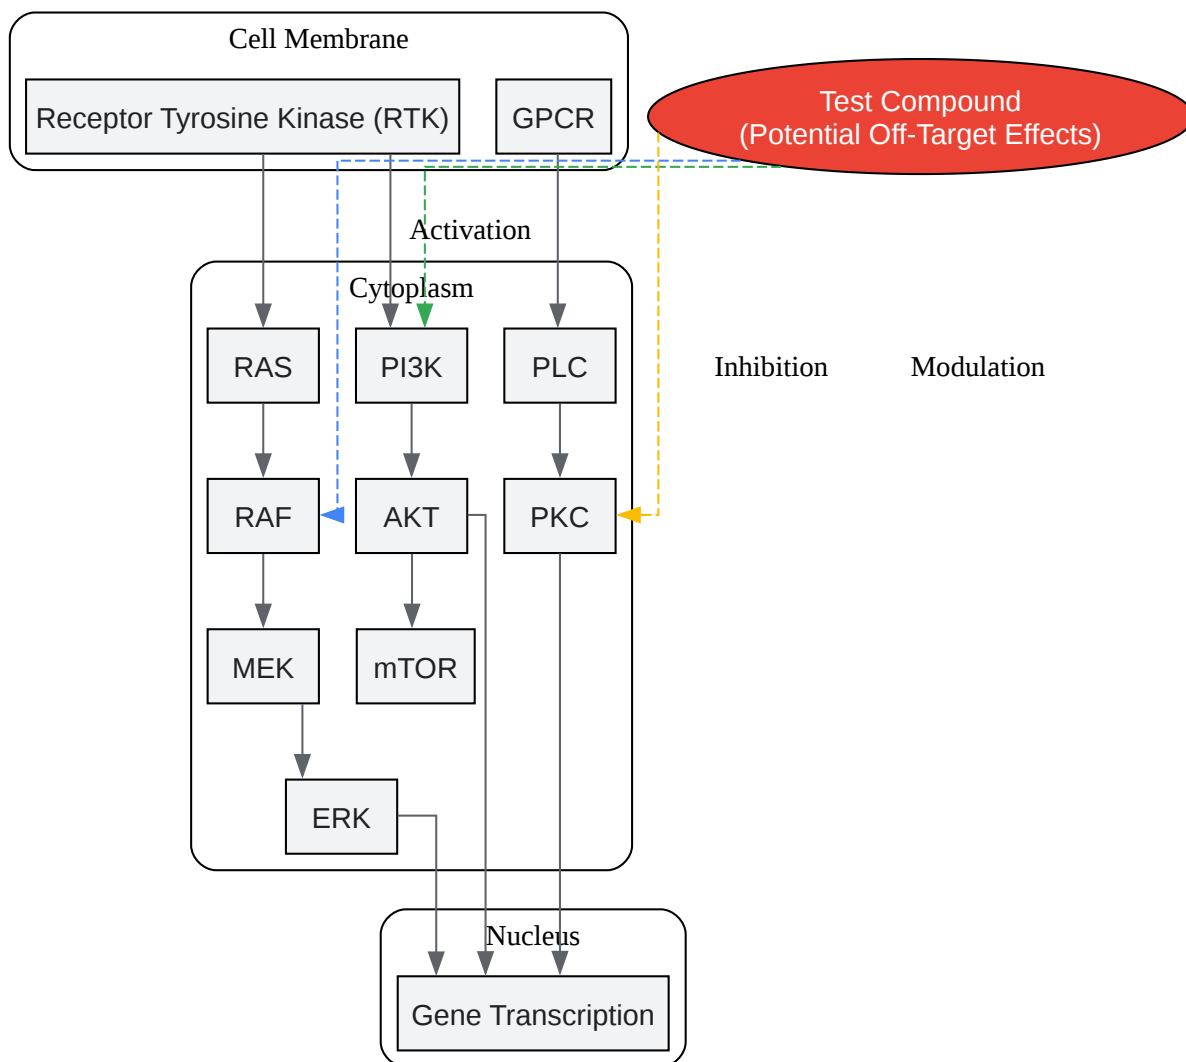 Cell Membrane
Receptor Tyrosine Kinase (RTK)
GPCR
Test Compound
(Potential Off-Target Effects)
Activation
Cytoplasm
RAS
PI3K
PLC
Inhibition
Modulation
RAF
AKT
PKC
MEK
mTOR
ERK
Nucleus
Gene Transcription